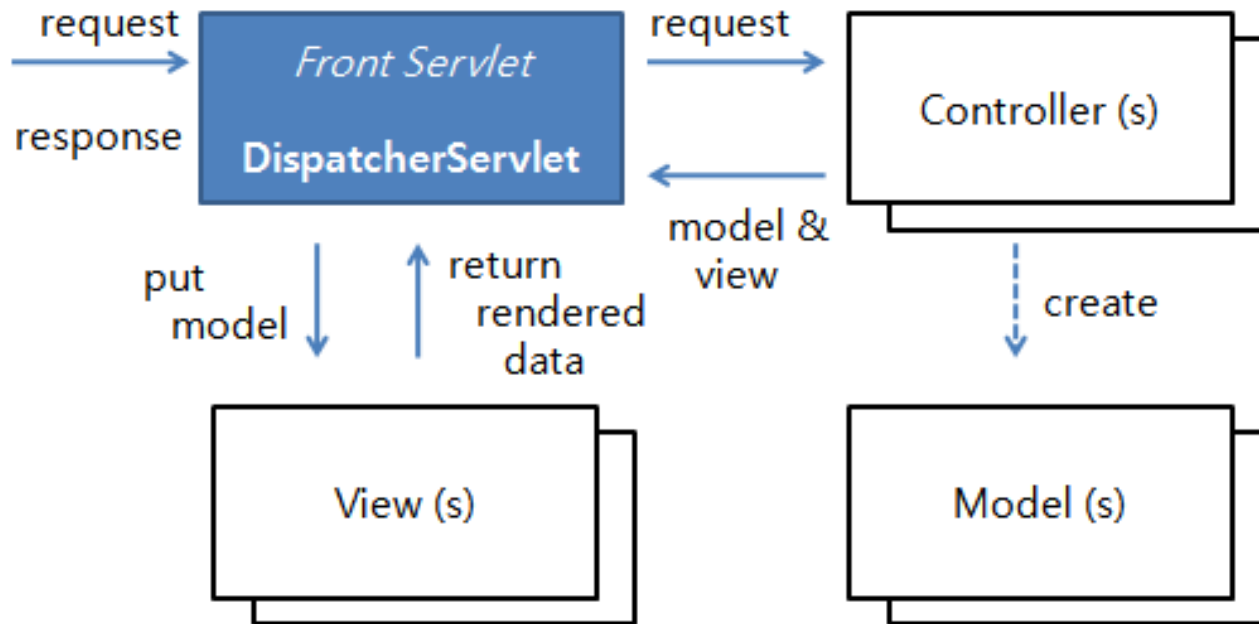 request
response
Front Servlet
DispatcherServlet
request
model &
view
Controller (s)
put
model
return
rendered
data
create
View (s)
Model (s)